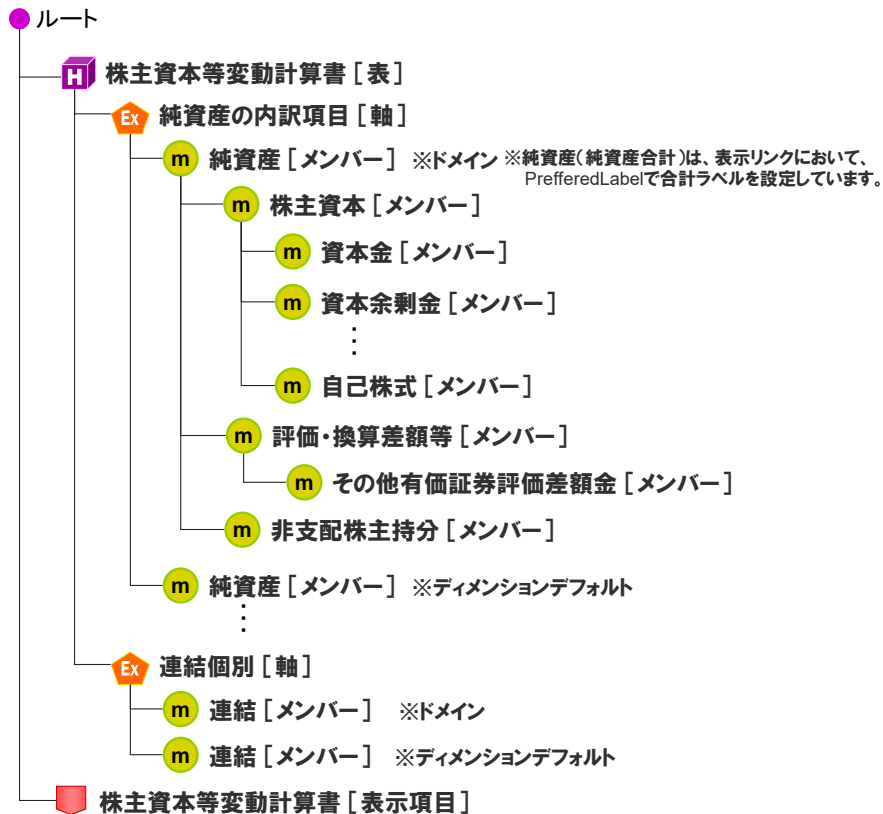 ルート
H 株主資本等変動計算書［表］
Ex 純資産の内訳項目［軸］
m 純資産［メンバー］ ※ドメイン ※純資産（純資産合計）は、表示リンクにおいて、
PrefferedLabelで合計ラベルを設定しています。
m 株主資本［メンバー］
m 資本金［メンバー］
m 資本余剰金［メンバー］
⋮
m 自己株式［メンバー］
m 評価・換算差額等［メンバー］
m その他有価証券評価差額金［メンバー］
m 非支配株主持分［メンバー］
m 純資産［メンバー］ ※ディメンションデフォルト
⋮
Ex 連結個別［軸］
m 連結［メンバー］ ※ドメイン
m 連結［メンバー］ ※ディメンションデフォルト
株主資本等変動計算書［表示項目］